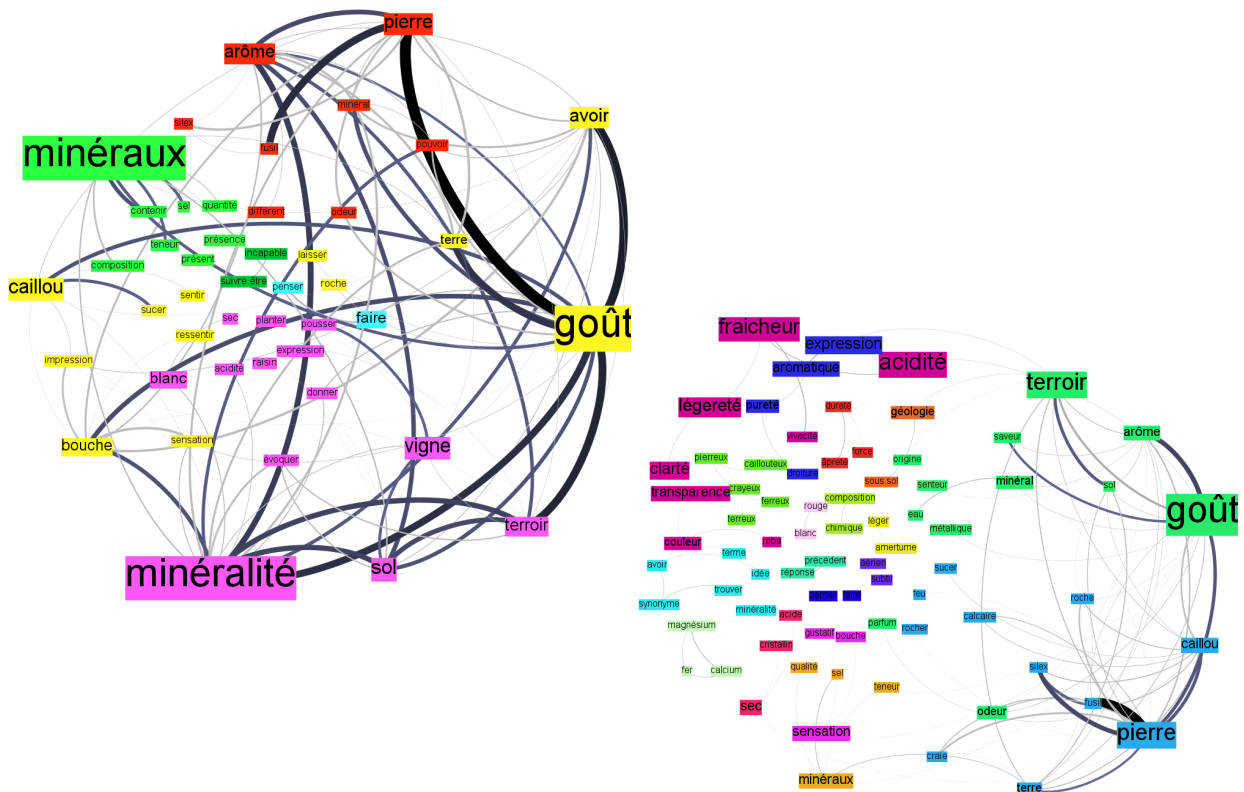 pierre
arôme
minéral
avoir
silex
pouvoir
fusil
minéraux
contenir
sel
quantité
différent
odeur
teneur
présence
terre
composition
présent
incapable
laisser
caillou
suivre.être
penser
roche
sentir
sucer
sec
planter
pousser
faire
goût
ressentir
impression
expression
acidité
raisin
blanc
donner
bouche
sensation
vigne
évoquer
terroir
minéralité
sol
fraicheur
expression
acidité
aromatique
terroir
légereté
pureté
dureté
géologie
vivacité
saveur
arôme
pierreux
caillouteux
force
origine
clarté
droiture
âpreté
minéral
transparence
crayeux
sous.sol
senteur
sol
goût
ferreux
rouge
composition
eau
terreux
léger
métallique
blanc
chimique
couleur
robe
amertume
terme
précédent
avoir
idée
réponse
aérien
sucer
trouver
subtil
feu
roche
synonyme
minéralité
acide
calcaire
magnésium
parfum
rocher
gustatif
bouche
cristallin
caillou
fer
calcium
qualité
sel
teneur
silex
sec
fusil
odeur
sensation
pierre
craie
minéraux
terre